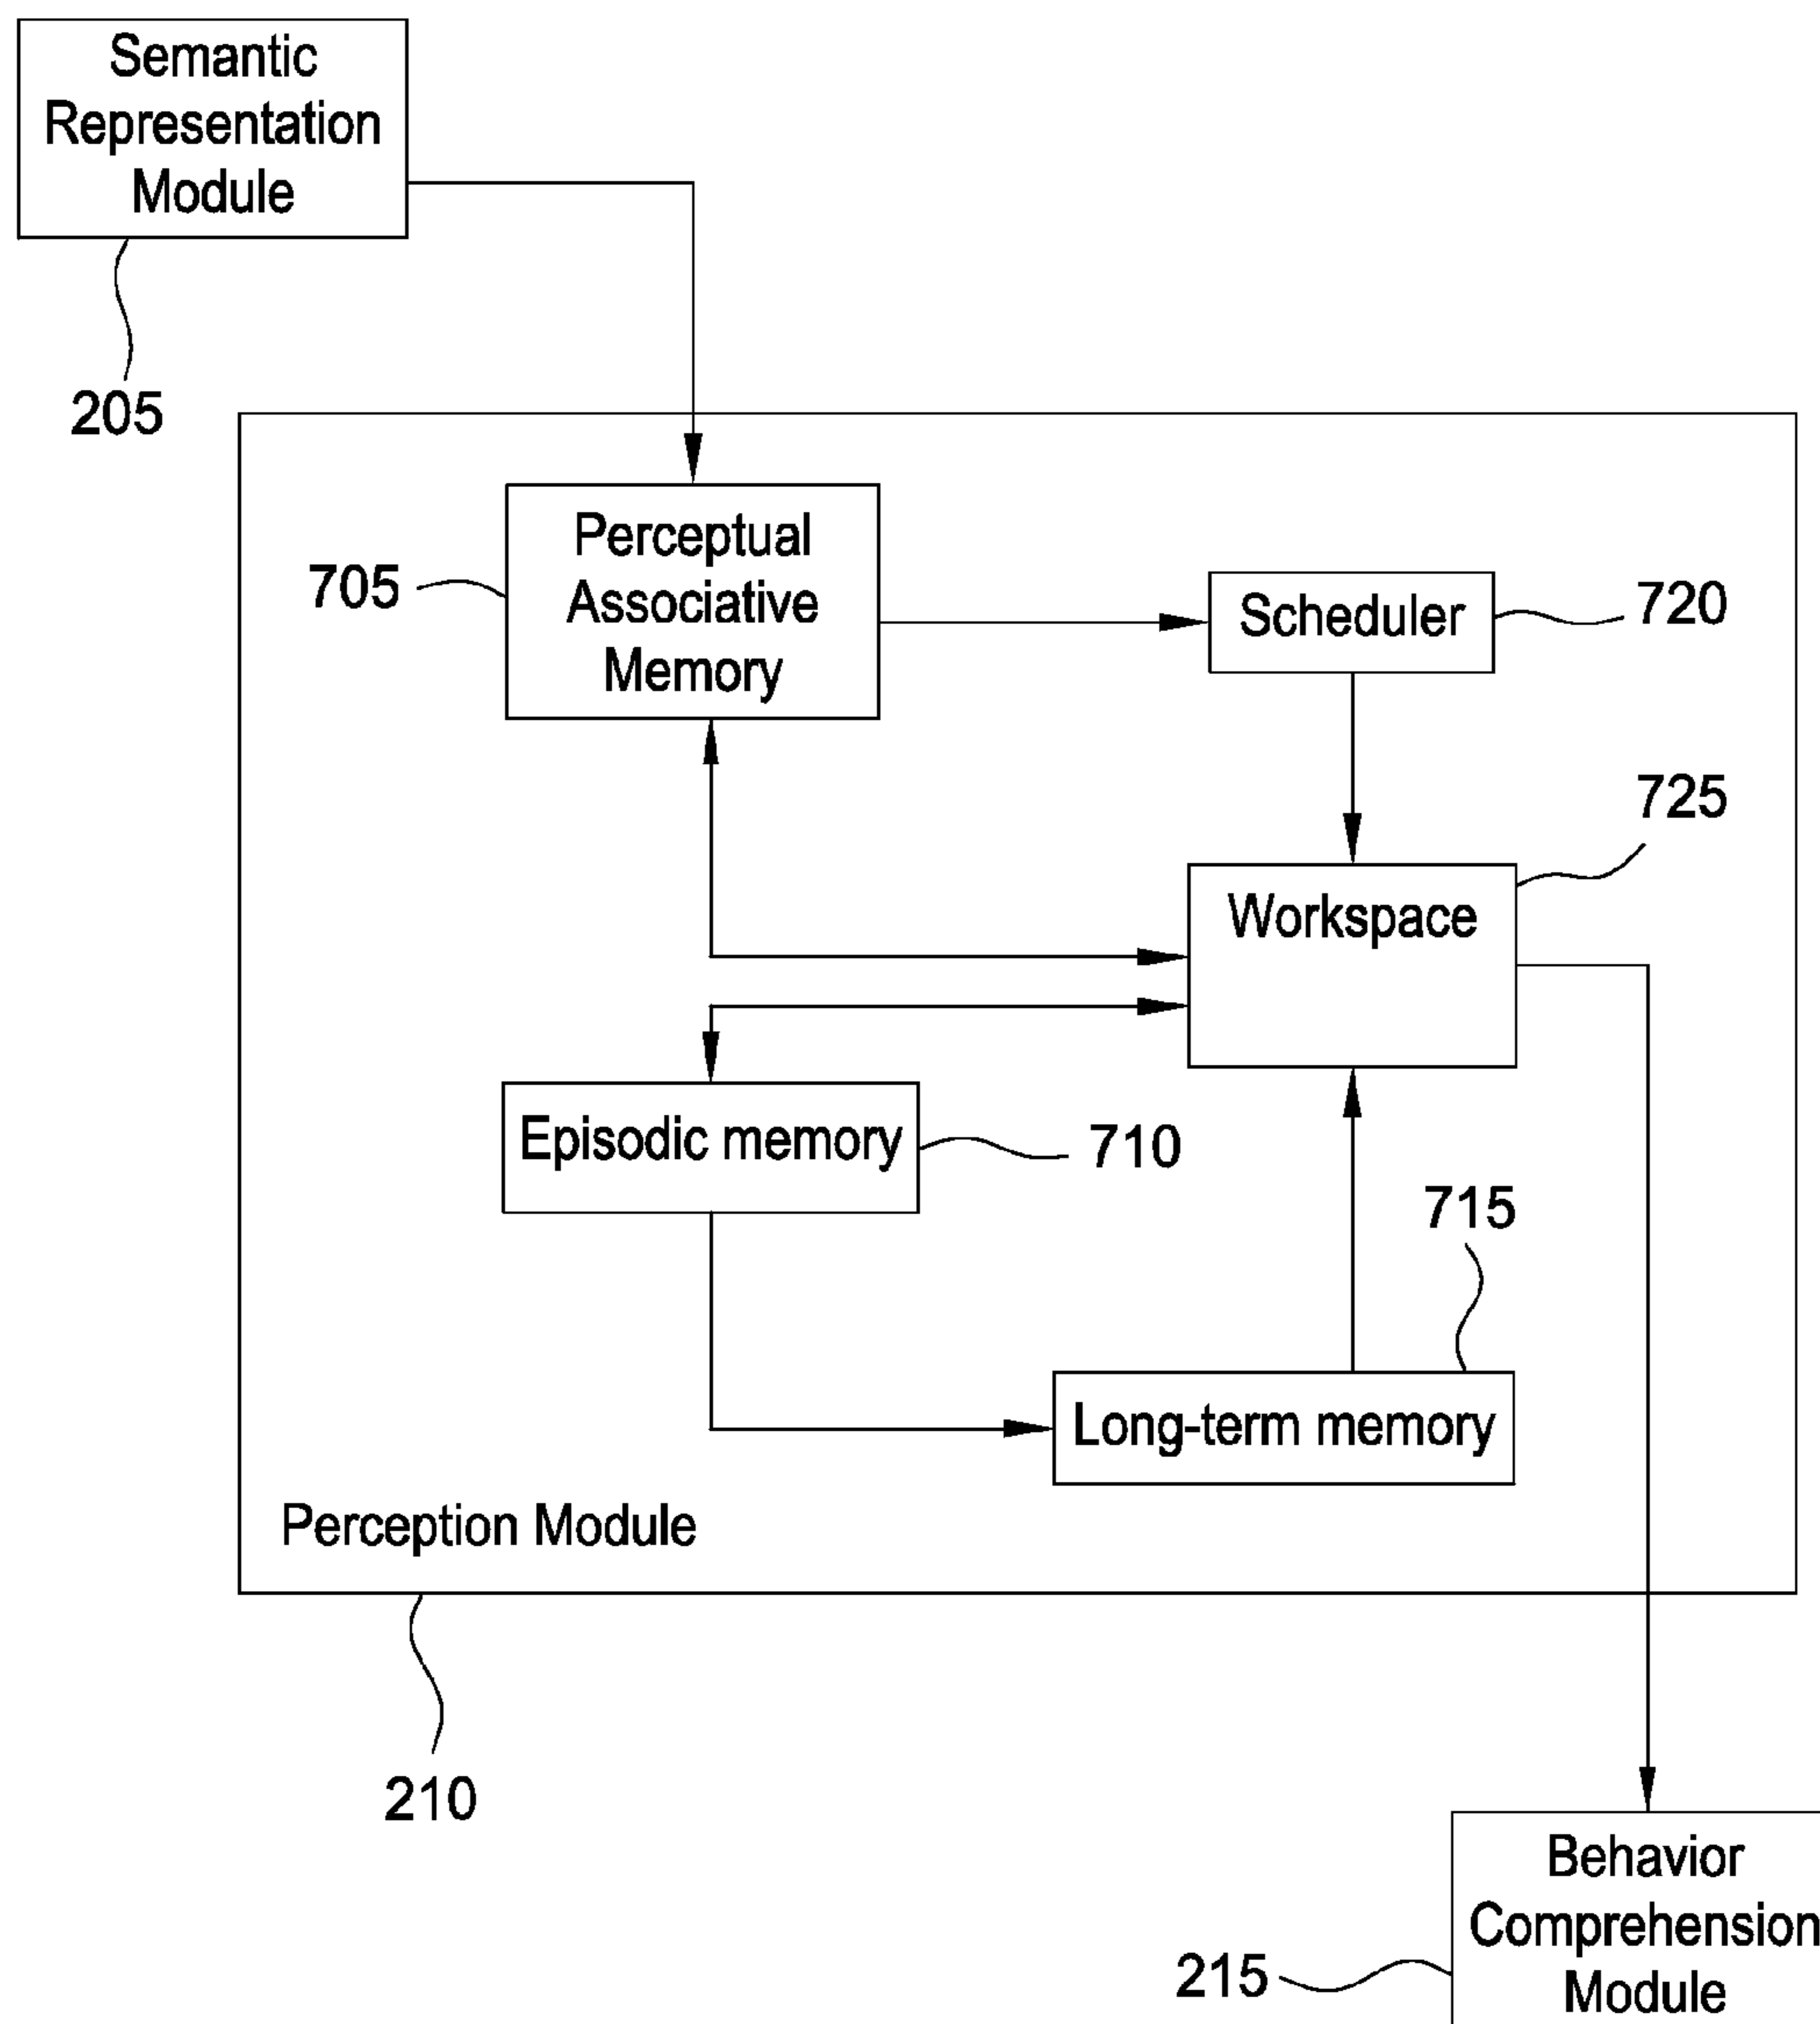 Semantic
Representation
Module
205
Perceptual
Associative
Memory
705
Scheduler
720
725
Workspace
Episodic memory
710
715
Long-term memory
Perception Module
210
Behavior
Comprehension
Module
215